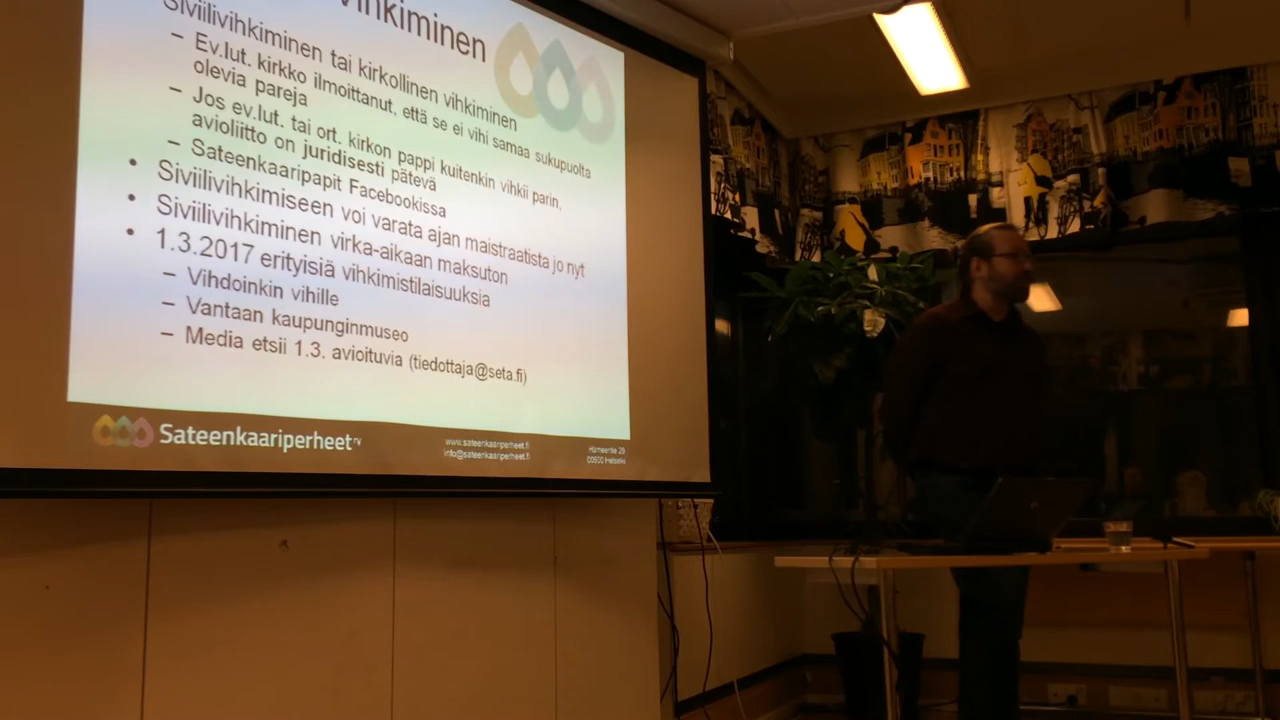 vihkiminen
Siviilivihkiminen tai kirkollinen vihkiminen
– Ev.lut. kirkko ilmoittanut, että se ei vihi samaa sukupuolta
olevia pareja
– Jos ev.lut. tai ort. kirkon pappi kuitenkin vihkii parin,
avioliitto on juridisesti pätevä
– Sateenkaaripapit Facebookissa
• Siviilivihkimiseen voi varata ajan maistraatista jo nyt
• Siviilivihkiminen virka-aikaan maksuton
• 1.3.2017 erityisiä vihkimistilaisuuksia
– Vihdoinkin vihille
– Vantaan kaupunginmuseo
– Media etsii 1.3. avioituvia (tiedottaja@seta.fi)
Sateenkaariperheet ry
www.sateenkaariperheet.fi
info@sateenkaariperheet.fi
Hämeentie 29
00500 Helsinki